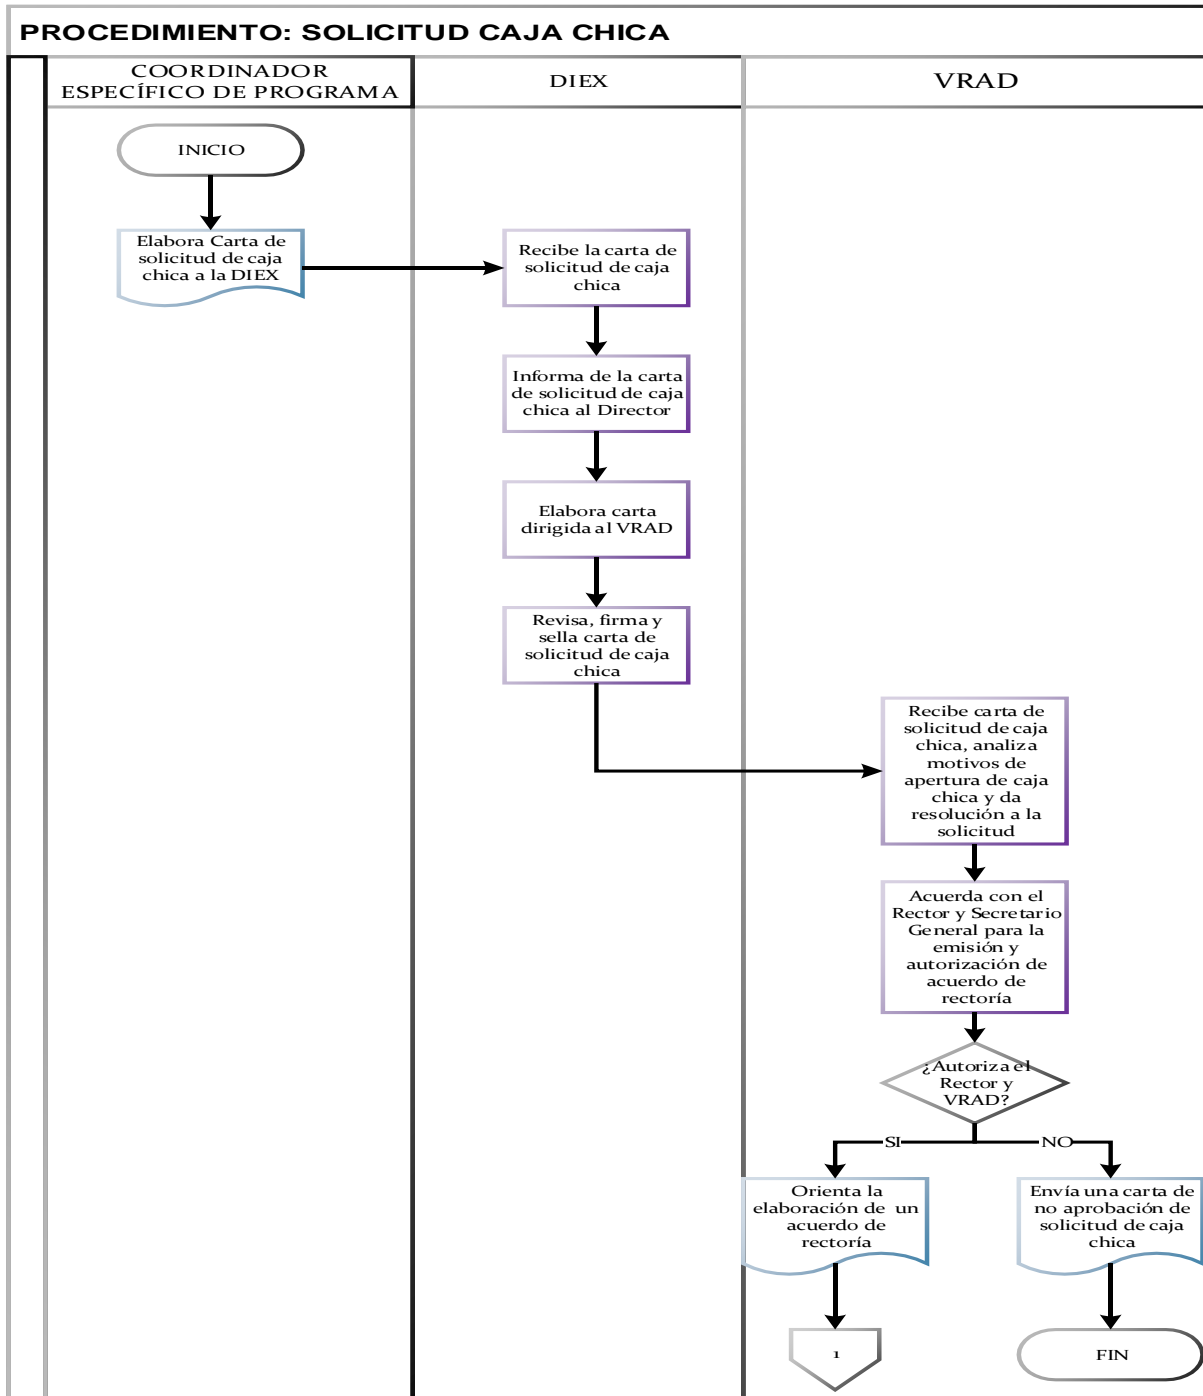 PROCEDIMIENTO: SOLICITUD CAJA CHICA
COORDINADOR
ESPECÍFICO DE PROGRAMA
DIEX
VRAD
INICIO
Elabora Carta de
solicitud de caja
chica a la DIEX
Recibe la carta de
solicitud de caja
chica
Informa de la carta
de solicitud de caja
chica al Director
Elabora carta
dirigida al VRAD
Revisa, firma y
sella carta de
solicitud de caja
chica
Recibe carta de
solicitud de caja
chica, analiza
motivos de
apertura de caja
chica y da
resolución a la
solicitud
Acuerda con el
Rector y Secretario
General para la
emisión y
autorización de
acuerdo de
rectoría
¿Autoriza el
Rector y
VRAD?
SI
NO
Orienta la
elaboración de un
acuerdo de
rectoría
Envía una carta de
no aprobación de
solicitud de caja
chica
1
FIN